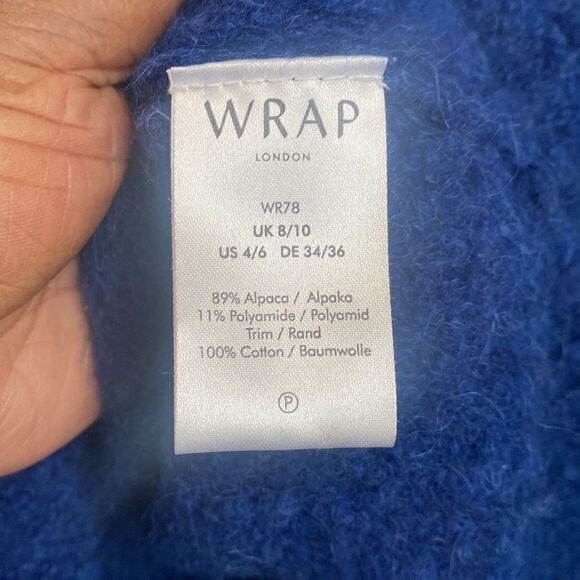 WRAP
LONDON
WR78
UK 8/10
US 4/6 DE 34/36
89% Alpaca / Alpaka
11% Polyamide / Polyamid
Trim / Rand
100% Cotton / Baumwolle
P